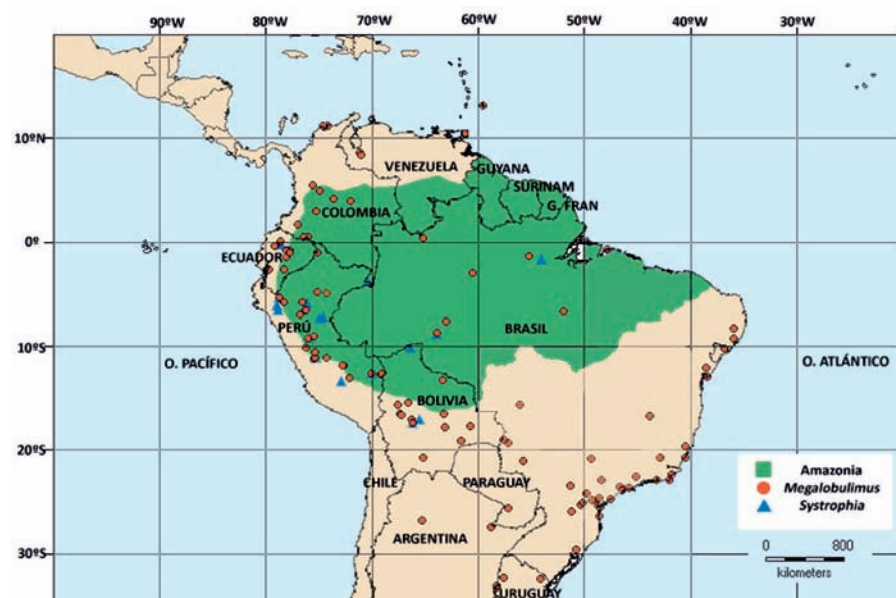 90ºW
80ºW
70ºW
60ºW
50ºW
40ºW
30ºW
10ºN
VENEZUELA
GUYANA
SURINAM
G. FRAN
COLOMBIA
0º
ECUADOR
PERÚ
BRASIL
10ºS
O. PACÍFICO
O. ATLÁNTICO
BOLIVIA
20ºS
CHILE
PARAGUAY
ARGENTINA
30ºS
URUGUAY
Amazonia
Megalobulimus
Systrophia
0 800
kilometers